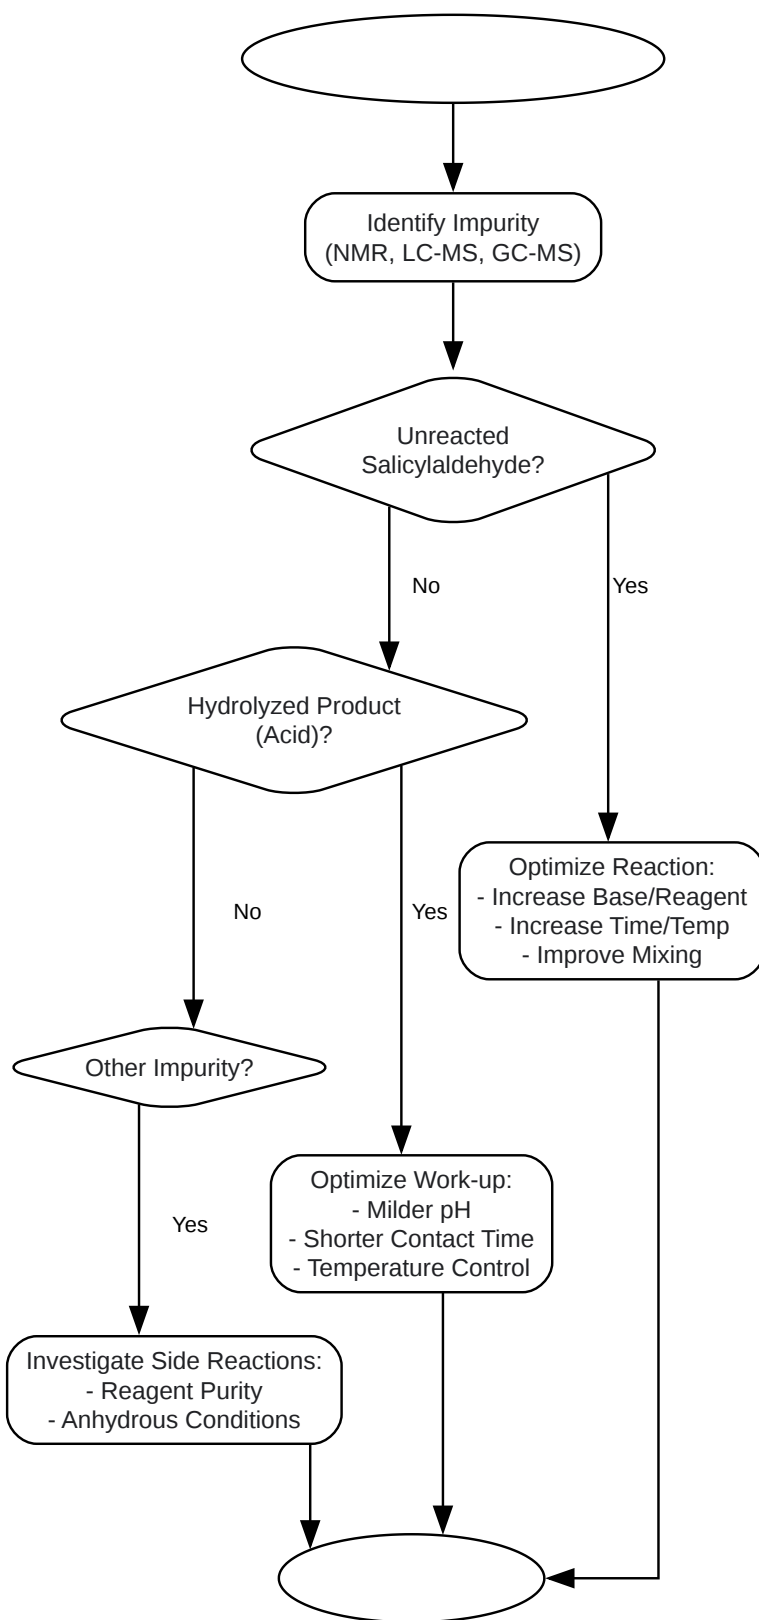 Identify Impurity
(NMR, LC-MS, GC-MS)
Unreacted
Salicylaldehyde?
No
Yes
Hydrolyzed Product
(Acid)?
Optimize Reaction:
- Increase Base/Reagent
- Increase Time/Temp
- Improve Mixing
No
Yes
Other Impurity?
Optimize Work-up:
- Milder pH
- Shorter Contact Time
- Temperature Control
Yes
Investigate Side Reactions:
- Reagent Purity
- Anhydrous Conditions